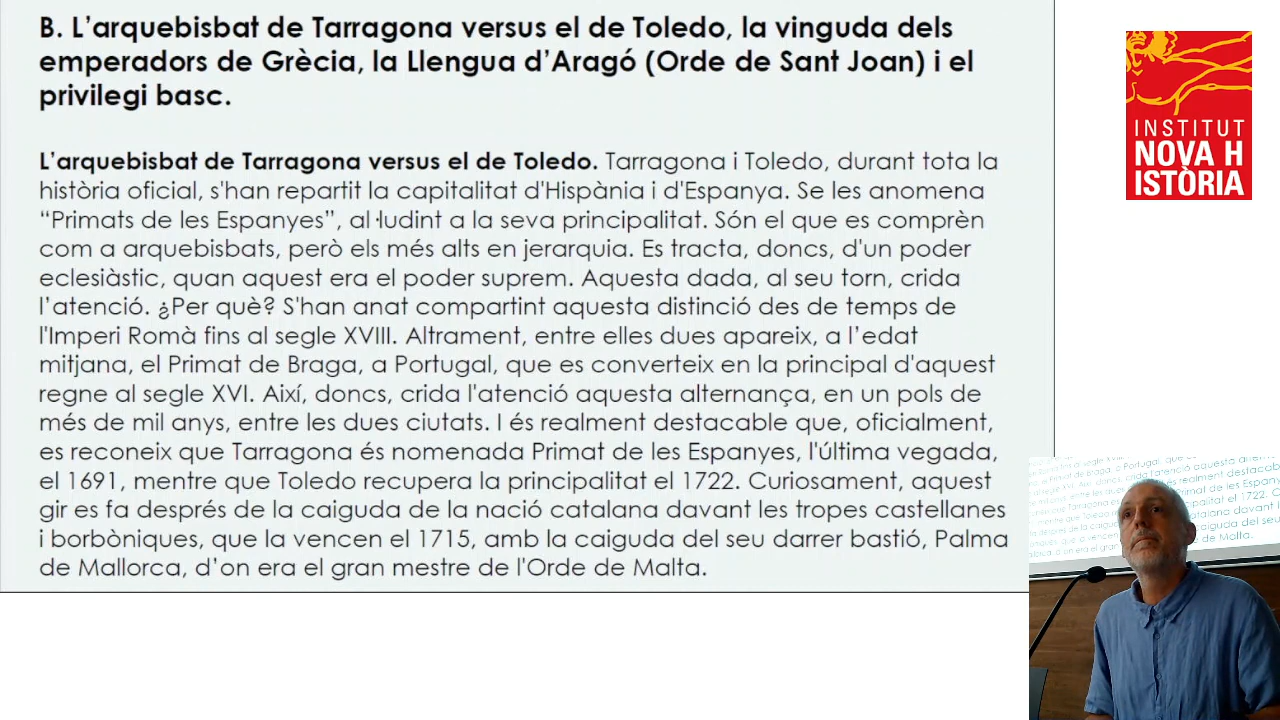 B. L’arquebisbat de Tarragona versus el de Toledo, la vinguda dels
emperadors de Grècia, la Llengua d’Aragó (Orde de Sant Joan) i el
privilegi basc.
L’arquebisbat de Tarragona versus el de Toledo. Tarragona i Toledo, durant tota la
història oficial, s'han repartit la capitalitat d'Hispània i d'Espanya. Se les anomena
“Primats de les Espanyes”, al·ludint a la seva principalitat. Són el que es comprèn
com a arquebisbats, però els més alts en jerarquia. Es tracta, doncs, d'un poder
eclesiàstic, quan aquest era el poder suprem. Aquesta dada, al seu torn, crida
l’atenció. ¿Per què? S'han anat compartint aquesta distinció des de temps de
l'Imperi Romà fins al segle XVIII. Altrament, entre elles dues apareix, a l’edat
mitjana, el Primat de Braga, a Portugal, que es converteix en la principal d'aquest
regne al segle XVI. Així, doncs, crida l'atenció aquesta alternança, en un pols de
més de mil anys, entre les dues ciutats. I és realment destacable que, oficialment,
es reconeix que Tarragona és nomenada Primat de les Espanyes, l'última vegada,
el 1691, mentre que Toledo recupera la principalitat el 1722. Curiosament, aquest
gir es fa després de la caiguda de la nació catalana davant les tropes castellanes
i borbòniques, que la vencen el 1715, amb la caiguda del seu darrer bastió, Palma
de Mallorca, d’on era el gran mestre de l'Orde de Malta.
INSTITUT
NOVA H
ISTÒRIA